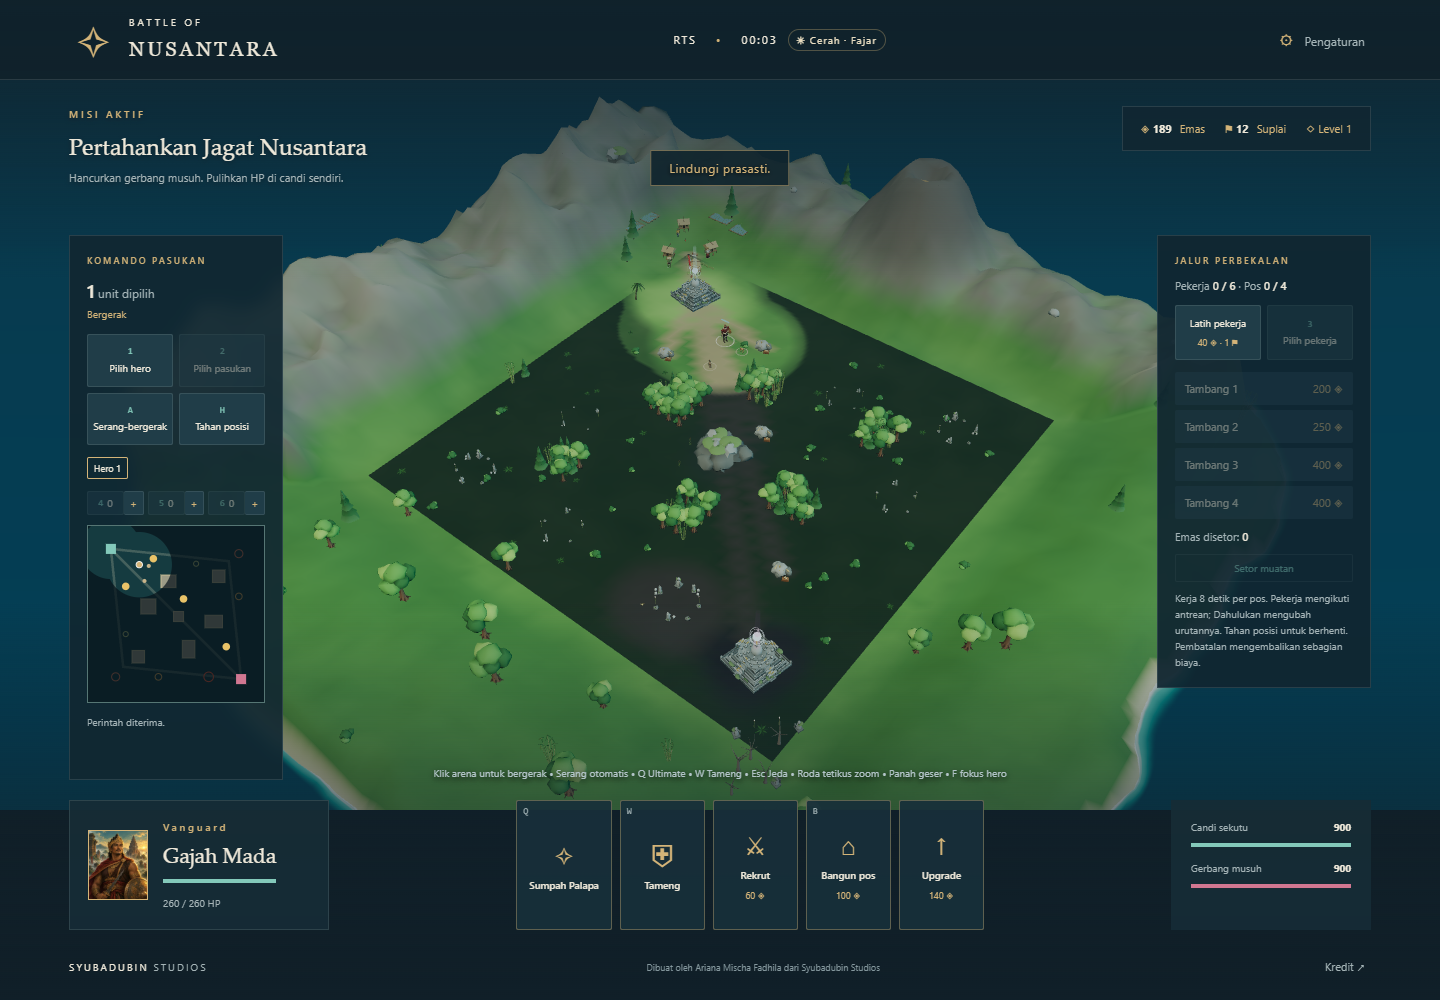 BATTLE OF
NUSANTARA
RTS • 00:03 Cerah · Fajar
Pengaturan
MISI AKTIF
Pertahankan Jagat Nusantara
Hancurkan gerbang musuh. Pulihkan HP di candi sendiri.
189 Emas 12 Suplai Level 1
Lindungi prasasti.
KOMANDO PASUKAN
1 unit dipilih
Bergerak
1
Pilih hero
2
Pilih pasukan
A
Serang-bergerak
H
Tahan posisi
Hero 1
4 0 + 5 0 + 6 0 +
Perintah diterima.
JALUR PERBEKALAN
Pekerja 0 / 6 · Pos 0 / 4
Latih pekerja
40 · 1
3
Pilih pekerja
Tambang 1 200
Tambang 2 250
Tambang 3 400
Tambang 4 400
Emas disetor: 0
Setor muatan
Kerja 8 detik per pos. Pekerja mengikuti
antrean; Dahulukan mengubah
urutannya. Tahan posisi untuk berhenti.
Pembatalan mengembalikan sebagian
biaya.
Klik arena untuk bergerak • Serang otomatis • Q Ultimate • W Tameng • Esc Jeda • Roda tetikus zoom • Panah geser • F fokus hero
Vanguard
Gajah Mada
260 / 260 HP
Q
Sumpah Palapa
W
Tameng
Rekrut
60
B
Bangun pos
100
Upgrade
140
Candi sekutu 900
Gerbang musuh 900
SYUBADUBIN STUDIOS
Dibuat oleh Ariana Mischa Fadhila dari Syubadubin Studios
Kredit ↗